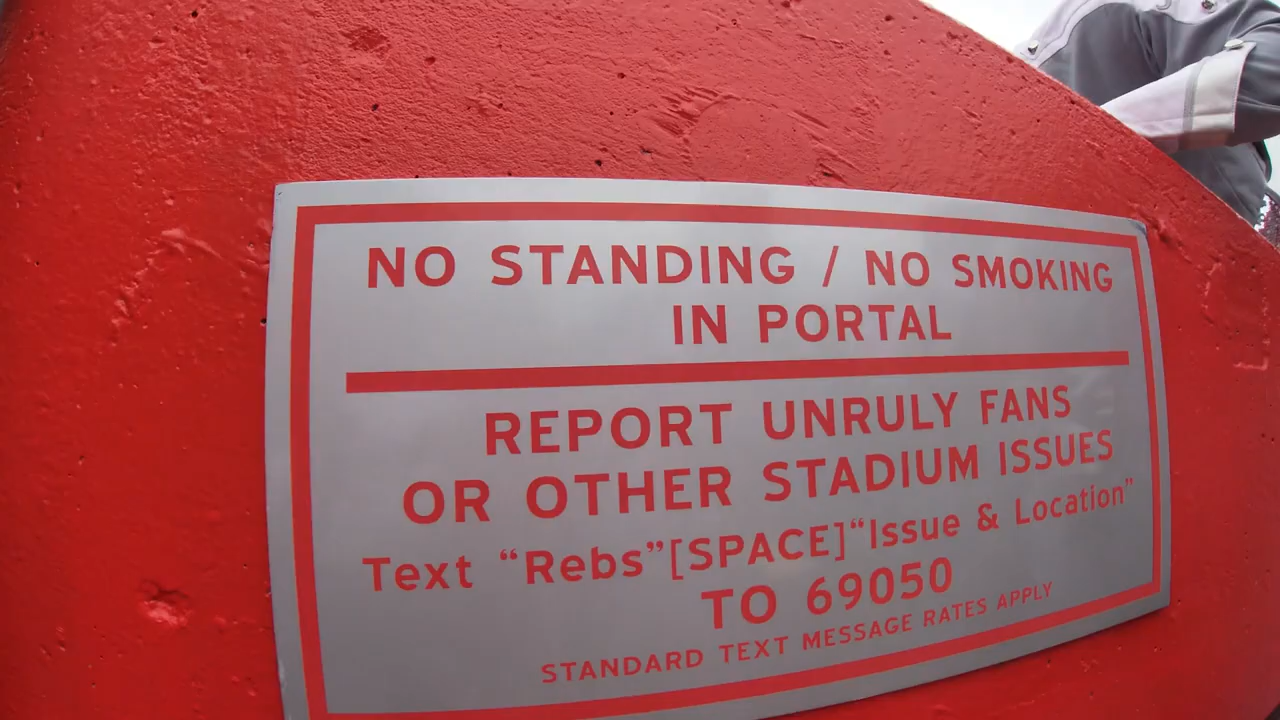 NO STANDING / NO SMOKING
IN PORTAL
REPORT UNRULY FANS
OR OTHER STADIUM ISSUES
Text “Rebs”[SPACE]“Issue & Location”
TO 69050
STANDARD TEXT MESSAGE RATES APPLY